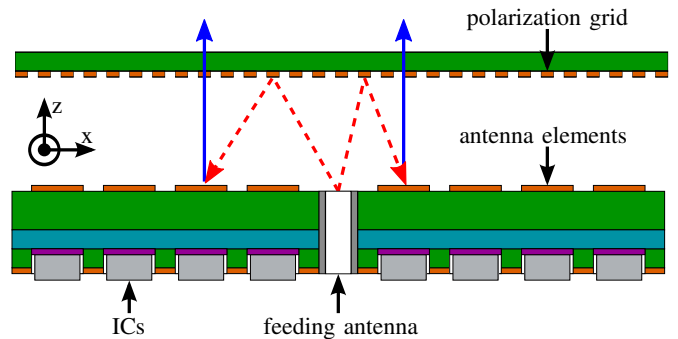 polarization grid
z
x
antenna elements
ICs
feeding antenna